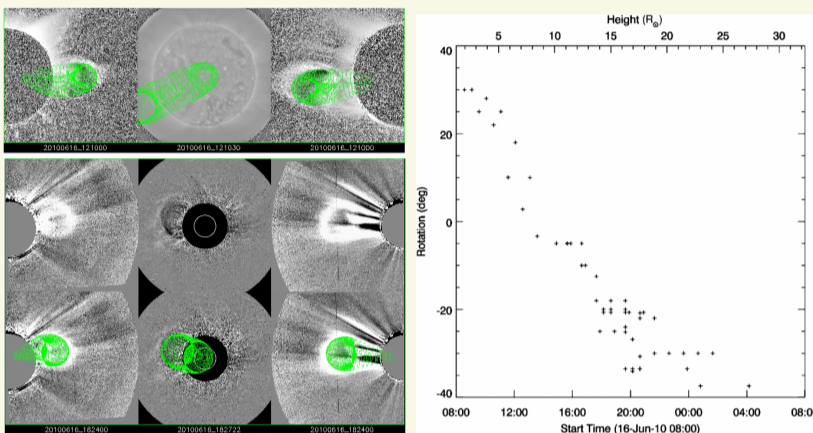 20100616_121000 20100616_121030 20100616_121000
20100616_182400 20100616_182722 20100616_182400
Height (R☉)
5 10 15 20 25 30
40
20
0
-20
-40
Rotation (deg)
08:00 12:00 16:00 20:00 00:00 04:00 08:0
Start Time (16-Jun-10 08:00)